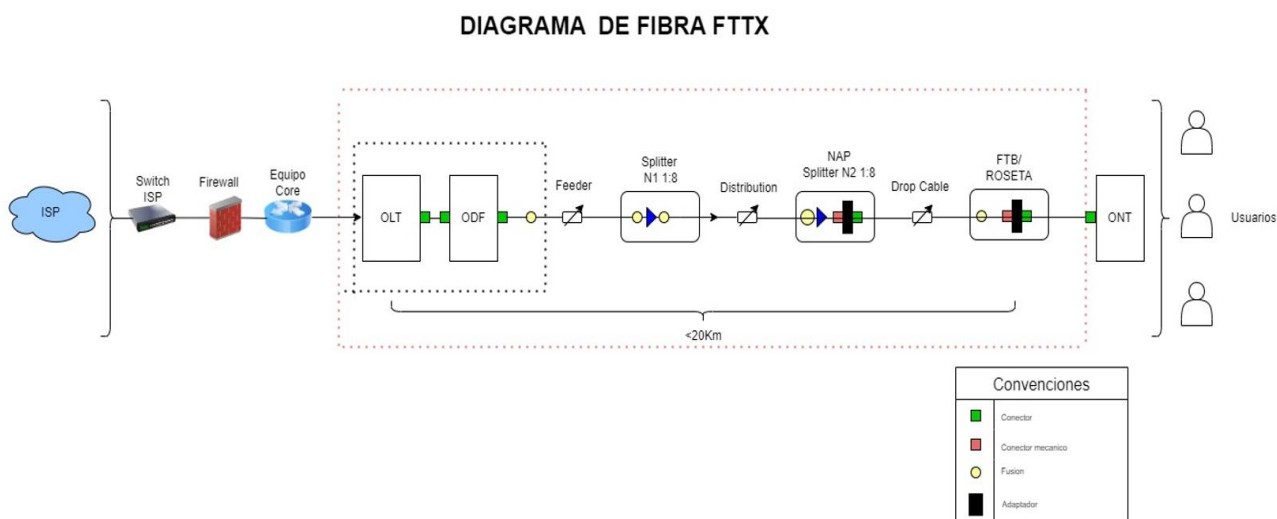 DIAGRAMA DE FIBRA FTTX
ISP
Switch
ISP
Firewall
Equipo
Core
OLT
ODF
Feeder
Splitter
N1 1:8
Distribution
NAP
Splitter N2 1:8
Drop Cable
FTB/
ROSETA
ONT
Usuarios
<20Km
Convenciones
Conector
Conector mecanico
Fusion
Adaptador